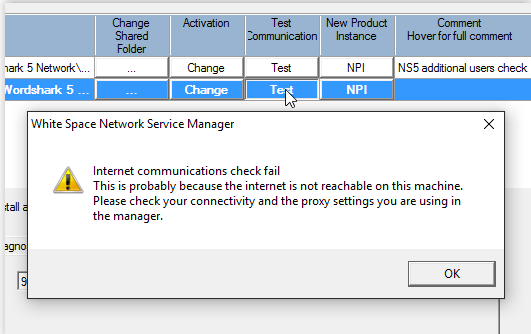 Change
Shared
Folder
Activation
Test
Communication
New Product
Instance
Comment
Hover for full comment
hark 5 Network\...
...
Change
Test
NPI
NS5 additional users check
Wordshark 5 ...
...
Change
Test
NPI
White Space Network Service Manager
Internet communications check fail
This is probably because the internet is not reachable on this machine.
Please check your connectivity and the proxy settings you are using in
the manager.
OK
stall a
agno
9